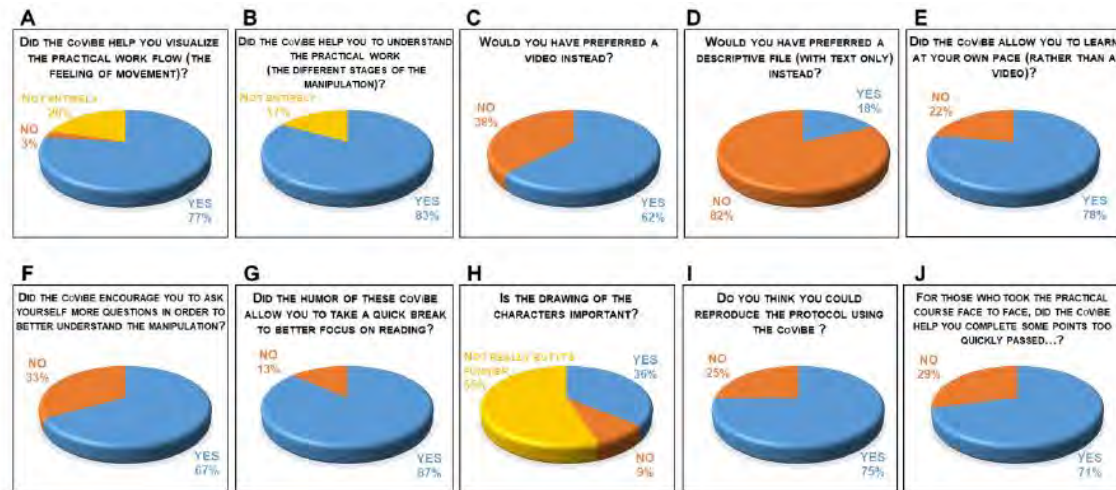 A
DID THE COVIBE HELP YOU VISUALIZE
THE PRACTICAL WORK FLOW (THE
FEELING OF MOVEMENT)?
NOT ENTIRELY
20%
NO
3%
YES
77%
B
DID THE COVIBE HELP YOU TO UNDERSTAND
THE PRACTICAL WORK
(THE DIFFERENT STAGES OF THE
MANIPULATION)?
NOT ENTIRELY
17%
YES
83%
C
WOULD YOU HAVE PREFERRED A
VIDEO INSTEAD?
NO
38%
YES
62%
D
WOULD YOU HAVE PREFERRED A
DESCRIPTIVE FILE (WITH TEXT ONLY)
INSTEAD?
YES
18%
NO
82%
E
DID THE COVIBE ALLOW YOU TO LEARN
AT YOUR OWN PACE (RATHER THAN A
VIDEO)?
NO
22%
YES
78%
F
DID THE COVIBE ENCOURAGE YOU TO ASK
YOURSELF MORE QUESTIONS IN ORDER TO
BETTER UNDERSTAND THE MANIPULATION?
NO
33%
YES
67%
G
DID THE HUMOR OF THESE COVIBE
ALLOW YOU TO TAKE A QUICK BREAK
TO BETTER FOCUS ON READING?
NO
13%
YES
87%
H
IS THE DRAWING OF THE
CHARACTERS IMPORTANT?
NOT REALLY BUT IT'S
FUNNIER
55%
YES
36%
NO
9%
I
DO YOU THINK YOU COULD
REPRODUCE THE PROTOCOL USING
THE COVIBE ?
NO
25%
YES
75%
J
FOR THOSE WHO TOOK THE PRACTICAL
COURSE FACE TO FACE, DID THE COVIBE
HELP YOU COMPLETE SOME POINTS TOO
QUICKLY PASSED...?
NO
29%
YES
71%